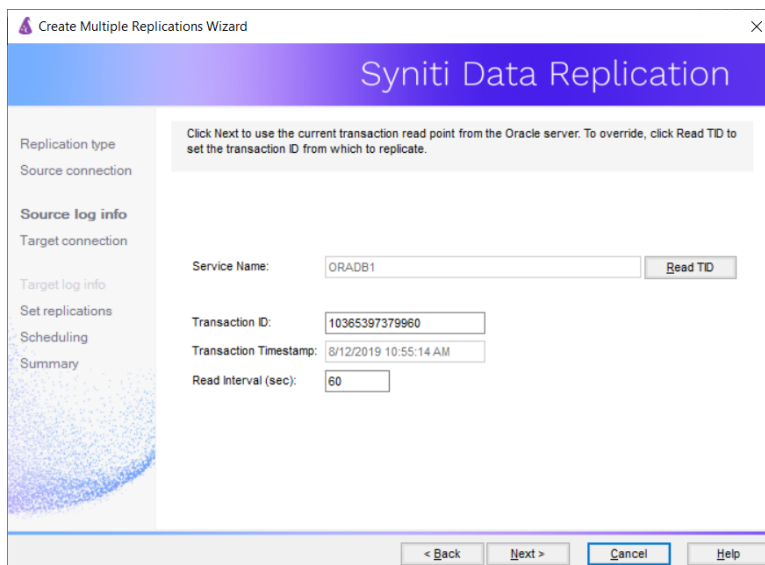 Create Multiple Replications Wizard
Syniti Data Replication
Replication type
Source connection
Source log info
Target connection
Target log info
Set replications
Scheduling
Summary
Click Next to use the current transaction read point from the Oracle server. To override, click Read TID to
set the transaction ID from which to replicate.
Service Name: ORADB1 Read TID
Transaction ID: 10365397379960
Transaction Timestamp: 8/12/2019 10:55:14 AM
Read Interval (sec): 60
< Back Next > Cancel Help